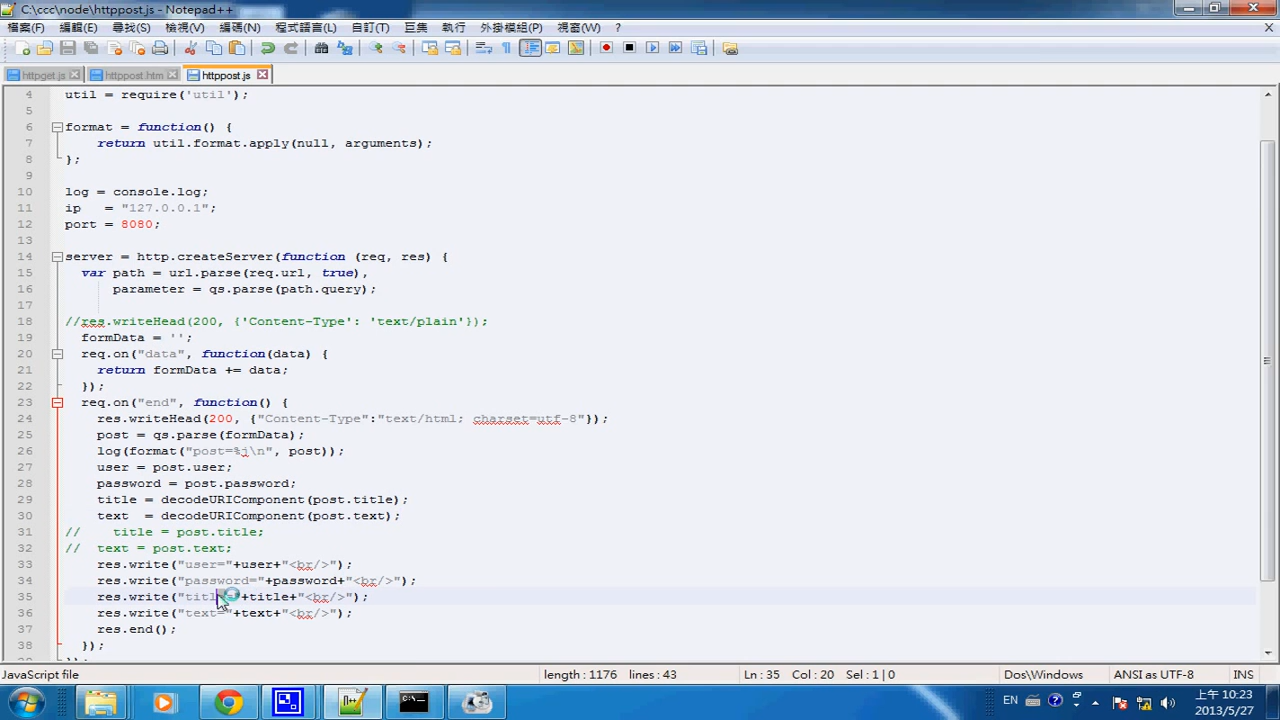 C:\ccc\node\httppost.js - Notepad++
檔案(F) 編輯(E) 尋找(S) 檢視(V) 編碼(N) 程式語言(L) 自訂(T) 巨集 執行 外掛模組(P) 視窗(W) ? X
httpget.js httppost.htm httppost.js
4 util = require('util');
5
6 format = function() {
7 return util.format.apply(null, arguments);
8 };
9
10 log = console.log;
11 ip = "127.0.0.1";
12 port = 8080;
13
14 server = http.createServer(function (req, res) {
15 var path = url.parse(req.url, true),
16 parameter = qs.parse(path.query);
17
18 //res.writeHead(200, {'Content-Type': 'text/plain'});
19 formData = '';
20 req.on("data", function(data) {
21 return formData += data;
22 });
23 req.on("end", function() {
24 res.writeHead(200, {"Content-Type":"text/html; charset=utf-8"});
25 post = qs.parse(formData);
26 log(format("post=%j\n", post));
27 user = post.user;
28 password = post.password;
29 title = decodeURIComponent(post.title);
30 text = decodeURIComponent(post.text);
31 // title = post.title;
32 // text = post.text;
33 res.write("user="+user+"<br/>");
34 res.write("password="+password+"<br/>");
35 res.write("title="+title+"<br/>");
36 res.write("text="+text+"<br/>");
37 res.end();
38 });
JavaScript file length : 1176 lines : 43 Ln : 35 Col : 20 Sel : 1 | 0 Dos\Windows ANSI as UTF-8 INS
EN 上午 10:23
2013/5/27